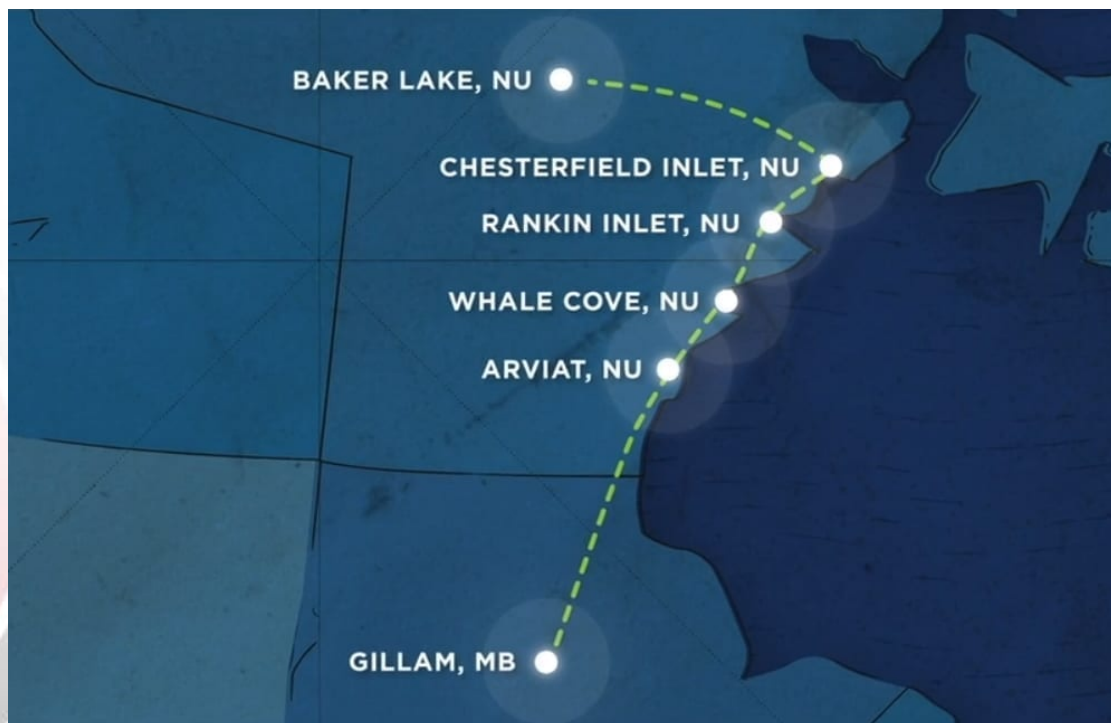 BAKER LAKE, NU
CHESTERFIELD INLET, NU
RANKIN INLET, NU
WHALE COVE, NU
ARVIAT, NU
GILLAM, MB